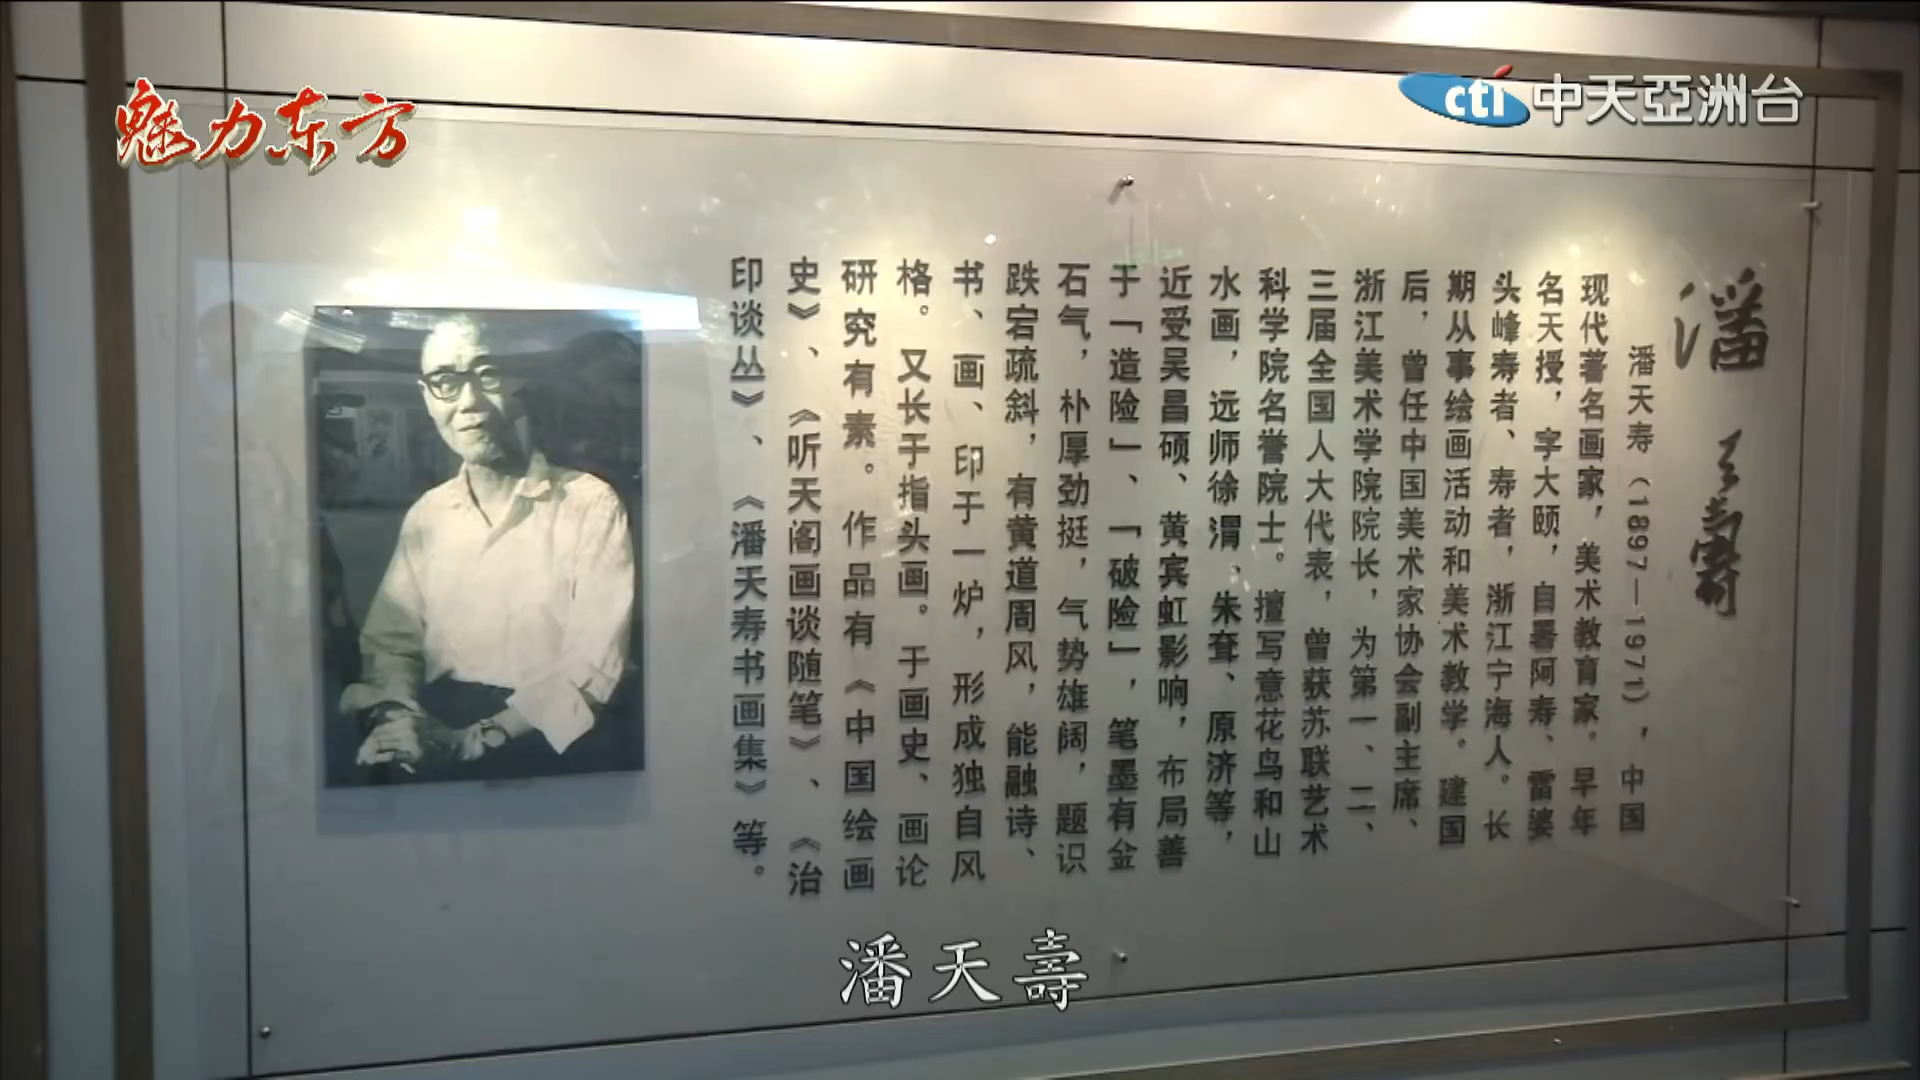 魅力东方
cti 中天亞洲台
潘天寿
潘天寿（1897—1971），中国
现代著名画家，美术教育家。早年
名天授，字大颐，自署阿寿、雷婆
头峰寿者、寿者，浙江宁海人。长
期从事绘画活动和美术教学。建国
后，曾任中国美术家协会副主席、
浙江美术学院院长，为第一、二、
三届全国人大代表，曾获苏联艺术
科学院名誉院士。擅写意花鸟和山
水画，远师徐渭、朱耷、原济等，
近受吴昌硕、黄宾虹影响，布局善
于「造险」、「破险」，笔墨有金
石气，朴厚劲挺，气势雄阔，题识
跌宕疏斜，有黄道周风，能融诗、
书、画、印于一炉，形成独自风
格。又长于指头画。于画史、画论
研究有素。作品有《中国绘画
史》、《听天阁画谈随笔》、《治
印谈丛》、《潘天寿书画集》等。
潘天壽